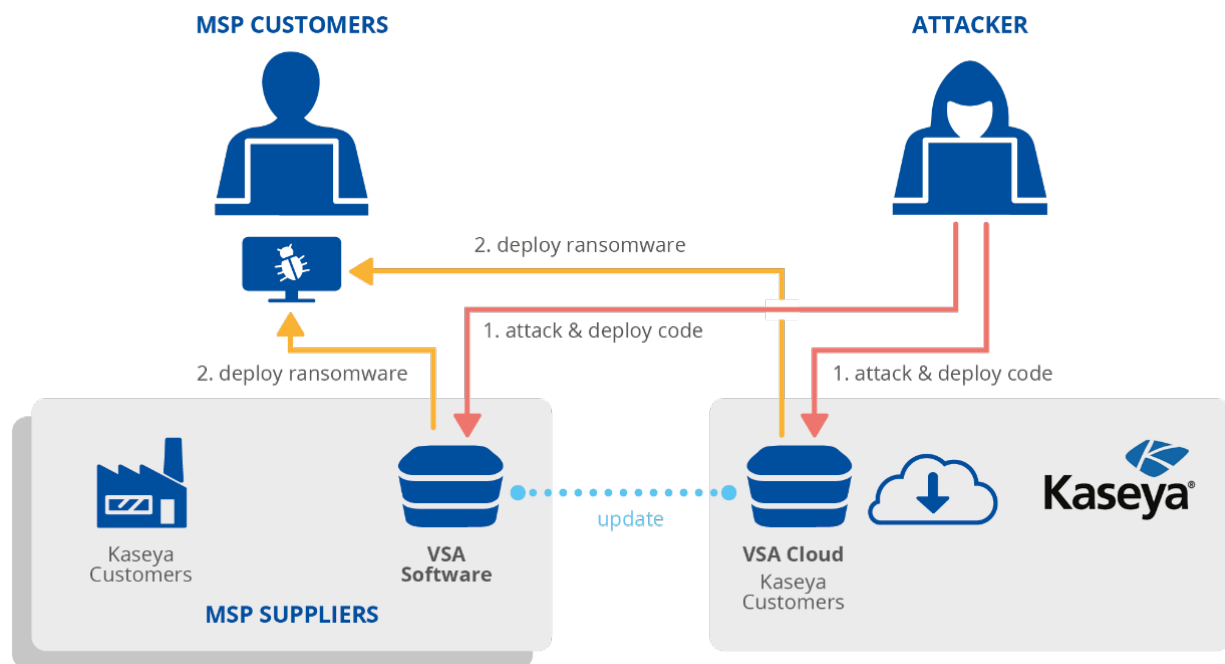 MSP CUSTOMERS
ATTACKER
2. deploy ransomware
1. attack & deploy code
2. deploy ransomware
1. attack & deploy code
Kaseya
Customers
VSA
Software
MSP SUPPLIERS
update
VSA Cloud
Kaseya
Customers
Kaseya®